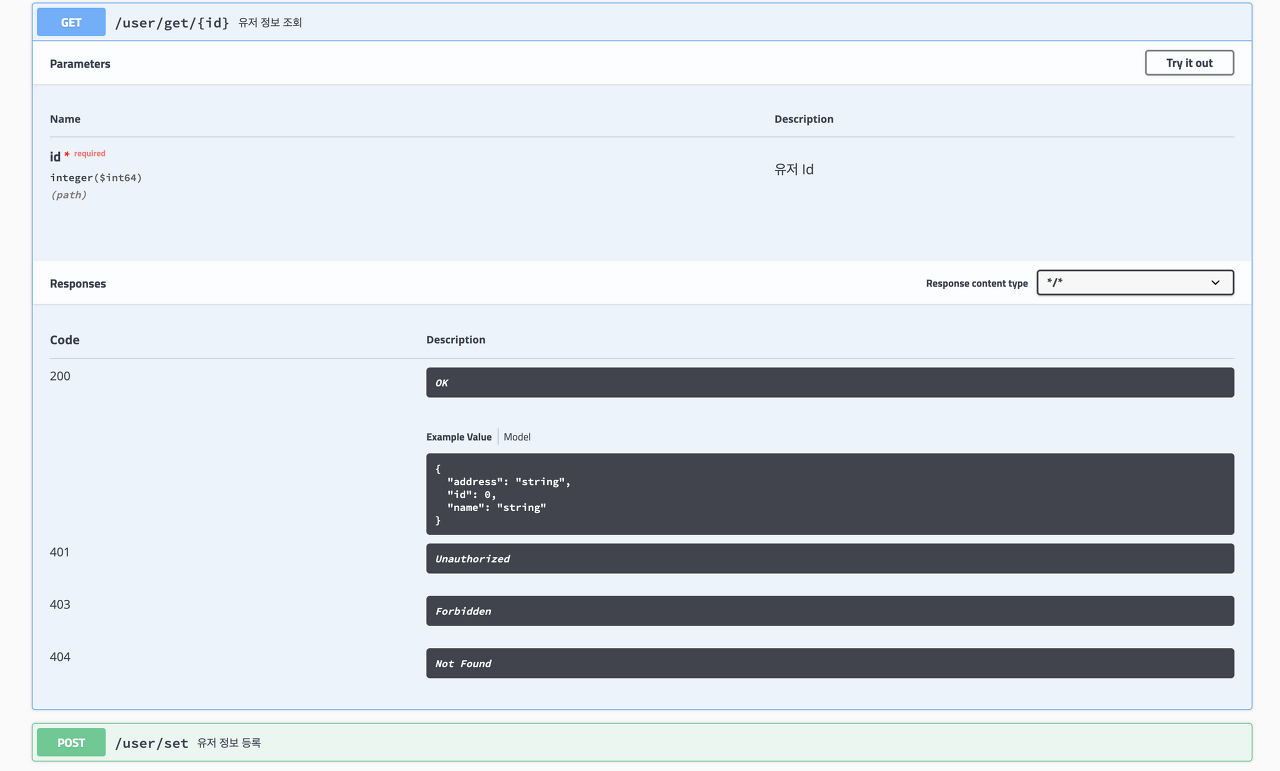 GET /user/get/{id} 유저 정보 조회
Parameters Try it out
Name Description
id * required
integer($int64)
(path)
유저 Id
Responses Response content type */*
Code Description
200 OK
Example Value Model
{
"address": "string",
"id": 0,
"name": "string"
}
401 Unauthorized
403 Forbidden
404 Not Found
POST /user/set 유저 정보 등록